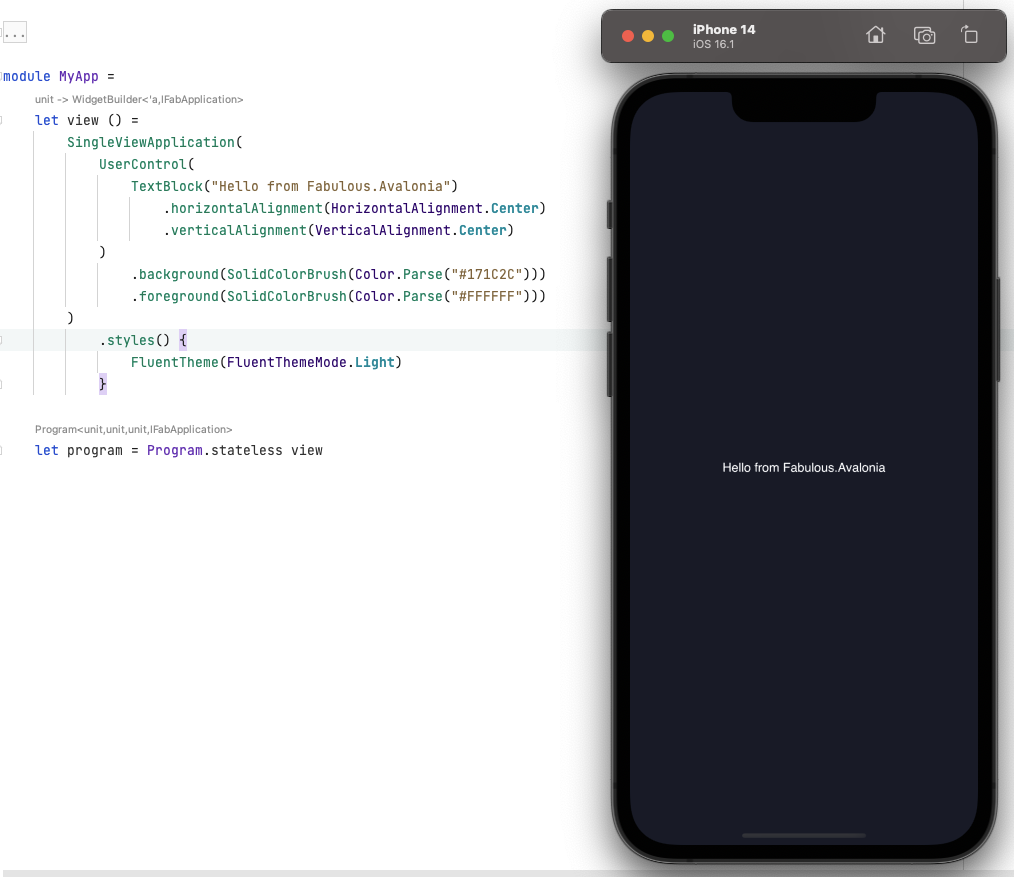 ...
module MyApp =
unit -> WidgetBuilder<'a,IFabApplication>
let view () =
SingleViewApplication(
UserControl(
TextBlock("Hello from Fabulous.Avalonia")
.horizontalAlignment(HorizontalAlignment.Center)
.verticalAlignment(VerticalAlignment.Center)
)
.background(SolidColorBrush(Color.Parse("#171C2C")))
.foreground(SolidColorBrush(Color.Parse("#FFFFFF")))
)
.styles() {
FluentTheme(FluentThemeMode.Light)
}
Program<unit,unit,unit,IFabApplication>
let program = Program.stateless view
iPhone 14
iOS 16.1
Hello from Fabulous.Avalonia